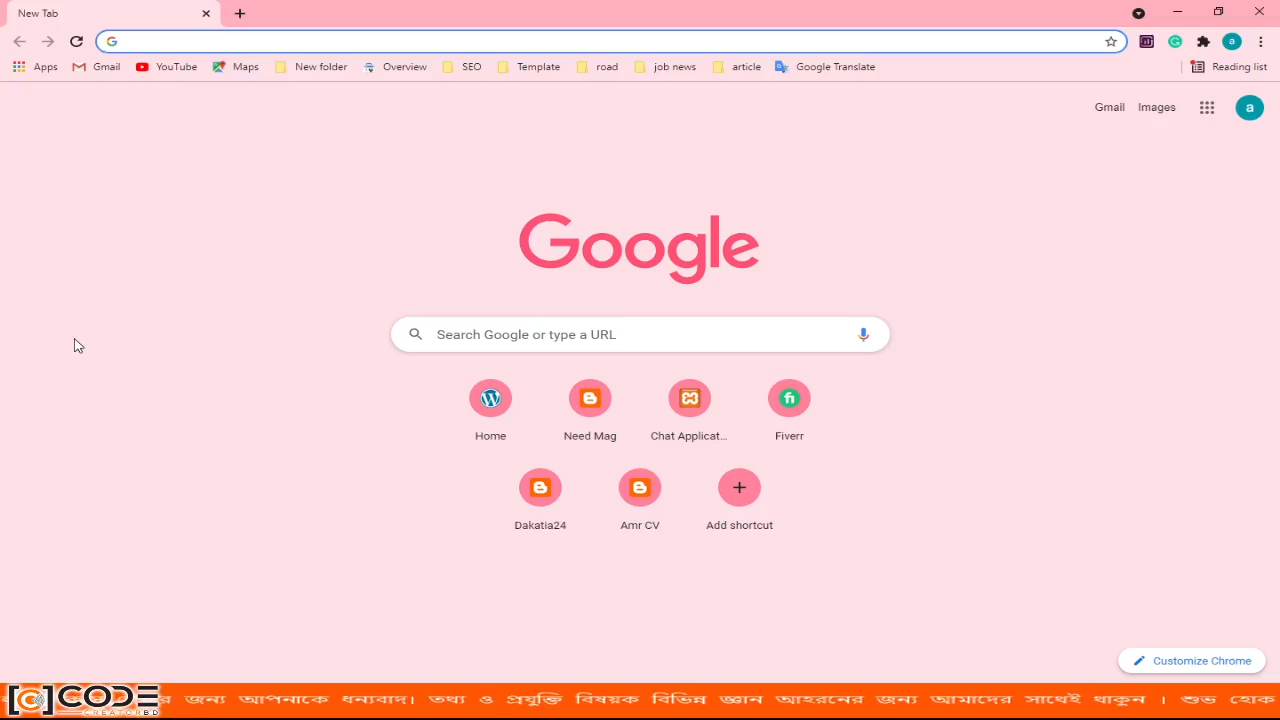 New Tab
Apps Gmail YouTube Maps New folder Overview SEO Template road job news article Google Translate Reading list
Gmail Images a
Google
Search Google or type a URL
Home Need Mag Chat Applicat... Fiverr
Dakatia24 Amr CV Add shortcut
Customize Chrome
CODE
CREATORBD
জন্য আপনাকে ধন্যবাদ। তথ্য ও প্রযুক্তি বিষয়ক বিভিন্ন জ্ঞান আহরনের জন্য আমাদের সাথেই থাকুন । শুভ হোক